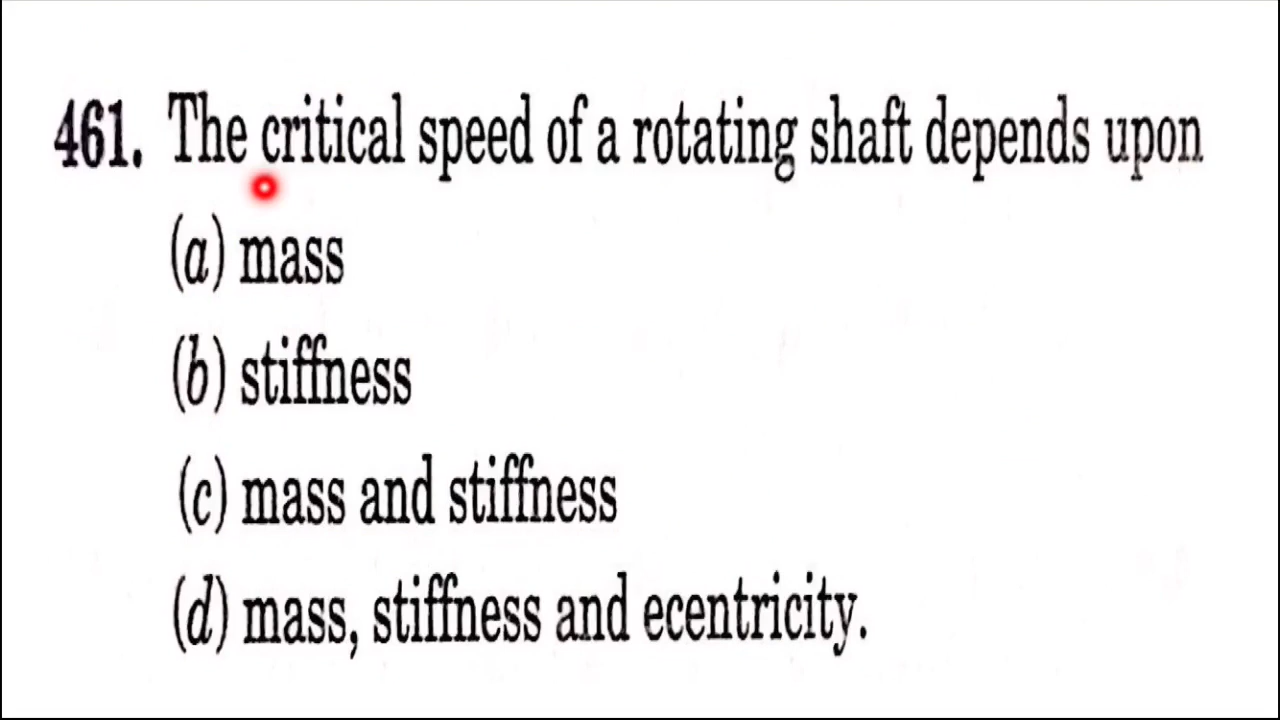 461. The critical speed of a rotating shaft depends upon
(a) mass
(b) stiffness
(c) mass and stiffness
(d) mass, stiffness and ecentricity.